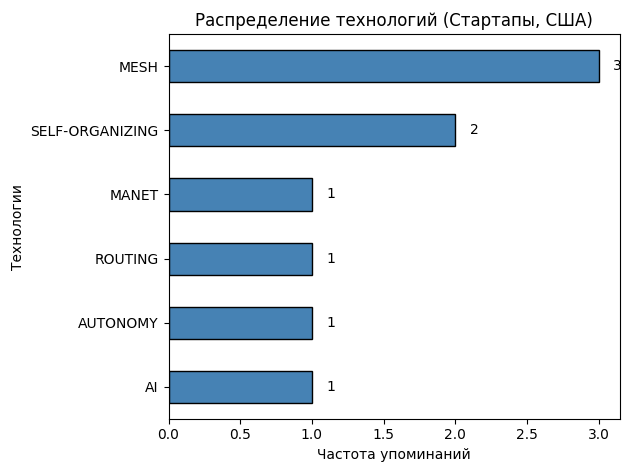 Распределение технологий (Стартапы, США)
Технологии
MESH 3
SELF-ORGANIZING 2
MANET 1
ROUTING 1
AUTONOMY 1
AI 1
0.0 0.5 1.0 1.5 2.0 2.5 3.0
Частота упоминаний